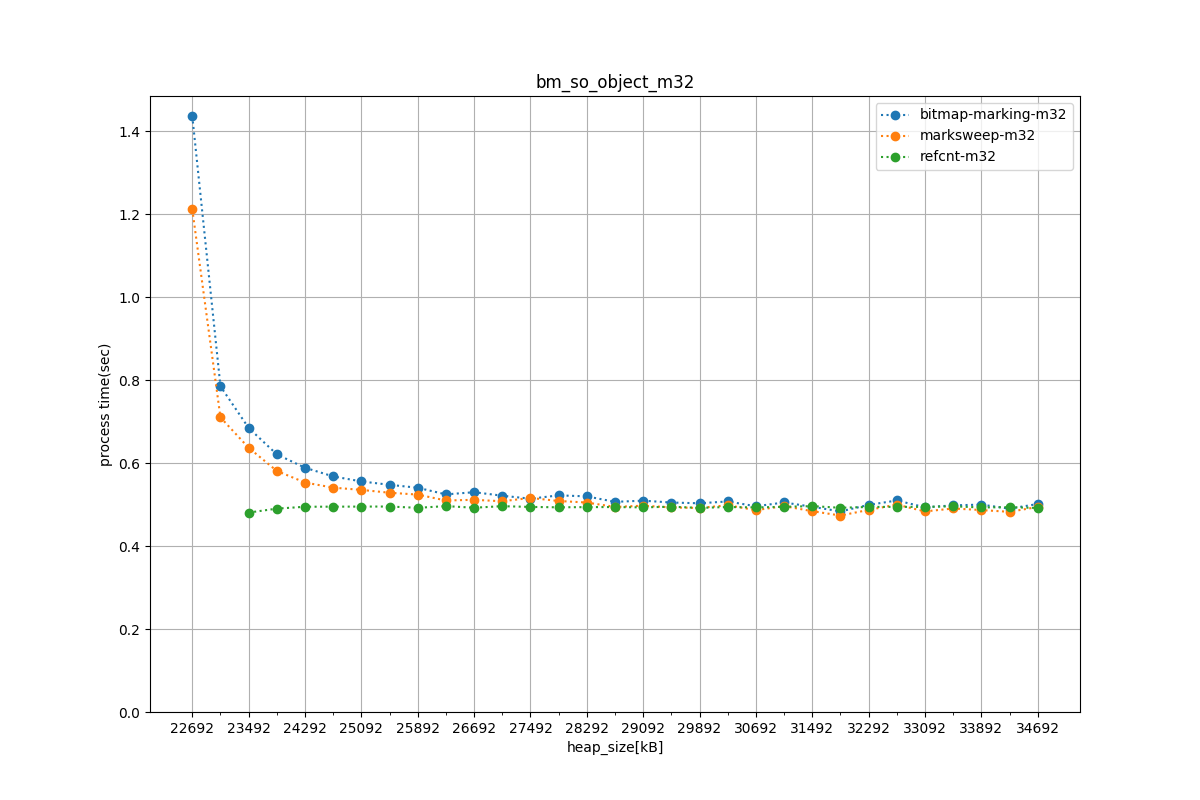 bm_so_object_m32
bitmap-marking-m32
marksweep-m32
refcnt-m32
process time(sec)
1.4
1.2
1.0
0.8
0.6
0.4
0.2
0.0
22692 23492 24292 25092 25892 26692 27492 28292 29092 29892 30692 31492 32292 33092 33892 34692
heap_size[kB]